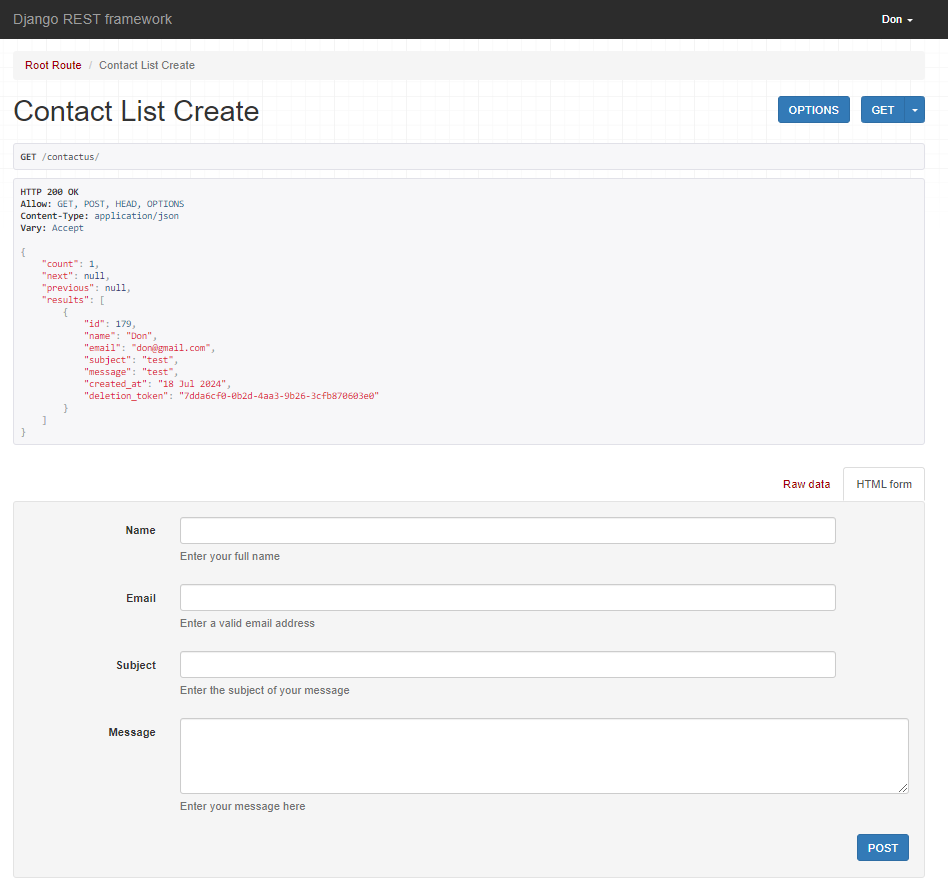 Django REST framework
Don
Root Route / Contact List Create
Contact List Create
OPTIONS
GET
GET /contactus/
HTTP 200 OK
Allow: GET, POST, HEAD, OPTIONS
Content-Type: application/json
Vary: Accept
{
"count": 1,
"next": null,
"previous": null,
"results": [
{
"id": 179,
"name": "Don",
"email": "don@gmail.com",
"subject": "test",
"message": "test",
"created_at": "18 Jul 2024",
"deletion_token": "7dda6cf0-0b2d-4aa3-9b26-3cfb870603e0"
}
]
}
Raw data
HTML form
Name
Enter your full name
Email
Enter a valid email address
Subject
Enter the subject of your message
Message
Enter your message here
POST